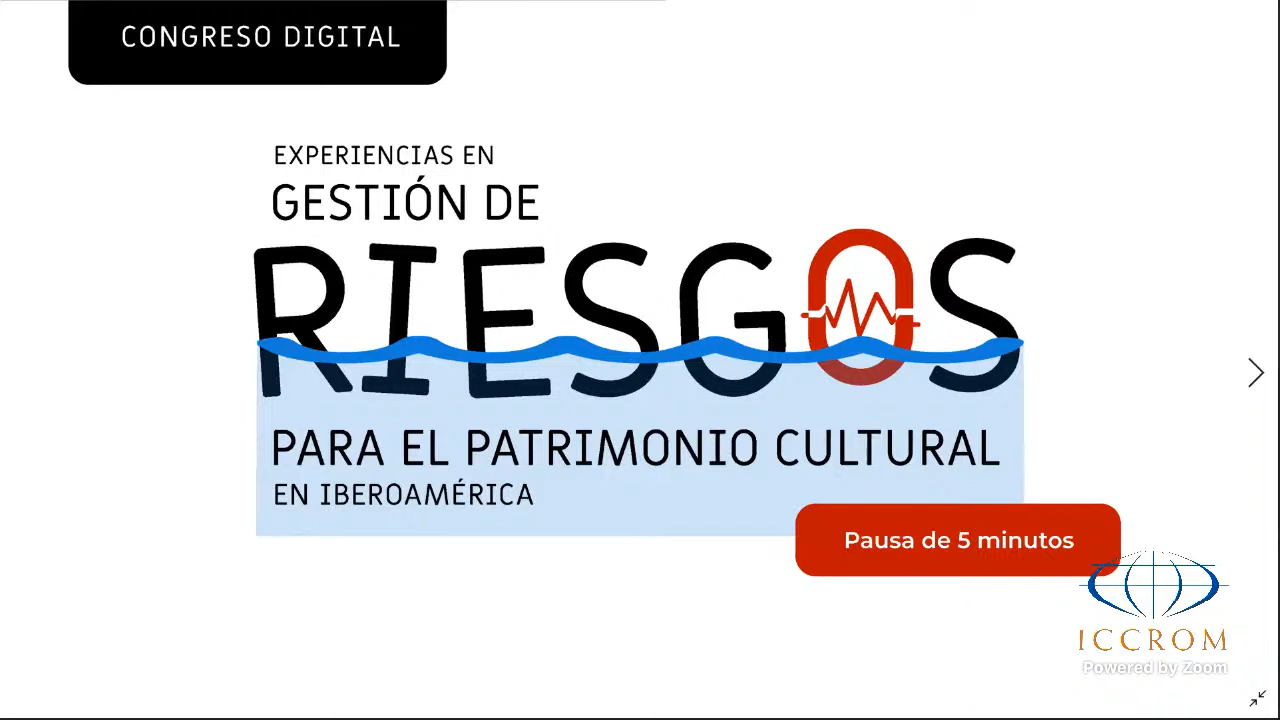 CONGRESO DIGITAL
EXPERIENCIAS EN
GESTIÓN DE
RIESGOS
PARA EL PATRIMONIO CULTURAL
EN IBEROAMÉRICA
Pausa de 5 minutos
ICCROM
Powered by Zoom